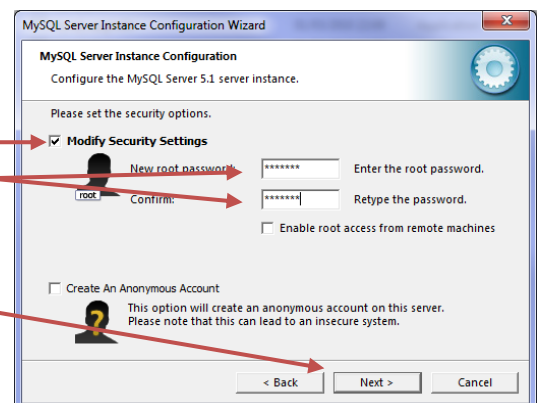 MySQL Server Instance Configuration Wizard
MySQL Server Instance Configuration
Configure the MySQL Server 5.1 server instance.
Please set the security options.
Modify Security Settings
New root password: ******* Enter the root password.
root
Confirm: ******* Retype the password.
Enable root access from remote machines
Create An Anonymous Account
This option will create an anonymous account on this server.
Please note that this can lead to an insecure system.
< Back Next > Cancel